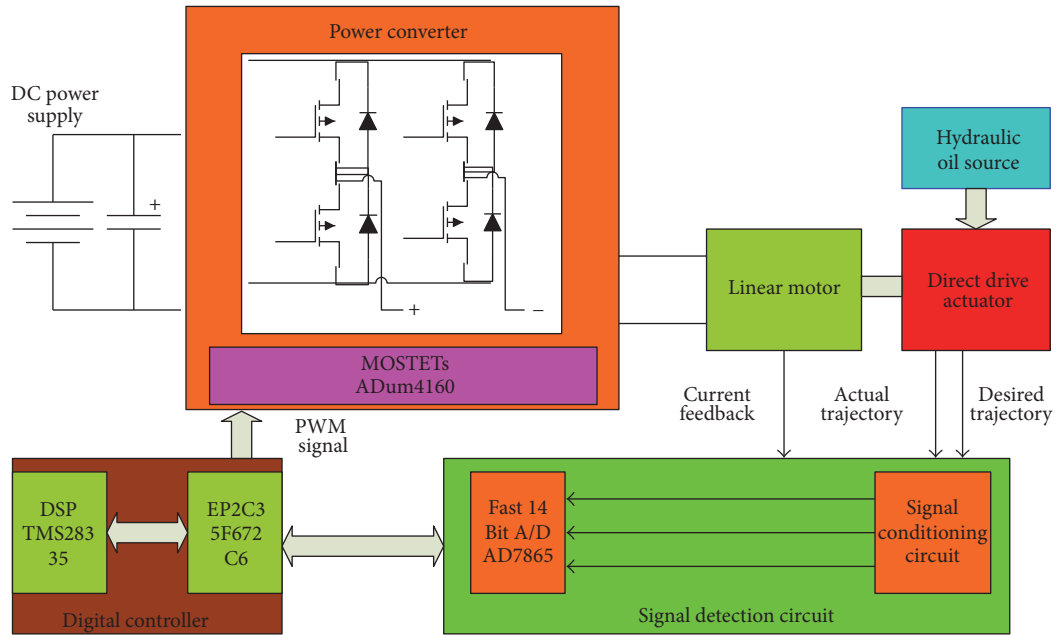 Power converter
DC power
supply
+
+
−
MOSTETs
ADum4160
Hydraulic
oil source
Linear motor
Direct drive
actuator
Current
feedback
Actual
trajectory
Desired
trajectory
PWM
signal
DSP
TMS283
35
EP2C3
5F672
C6
Digital controller
Fast 14
Bit A/D
AD7865
Signal
conditioning
circuit
Signal detection circuit